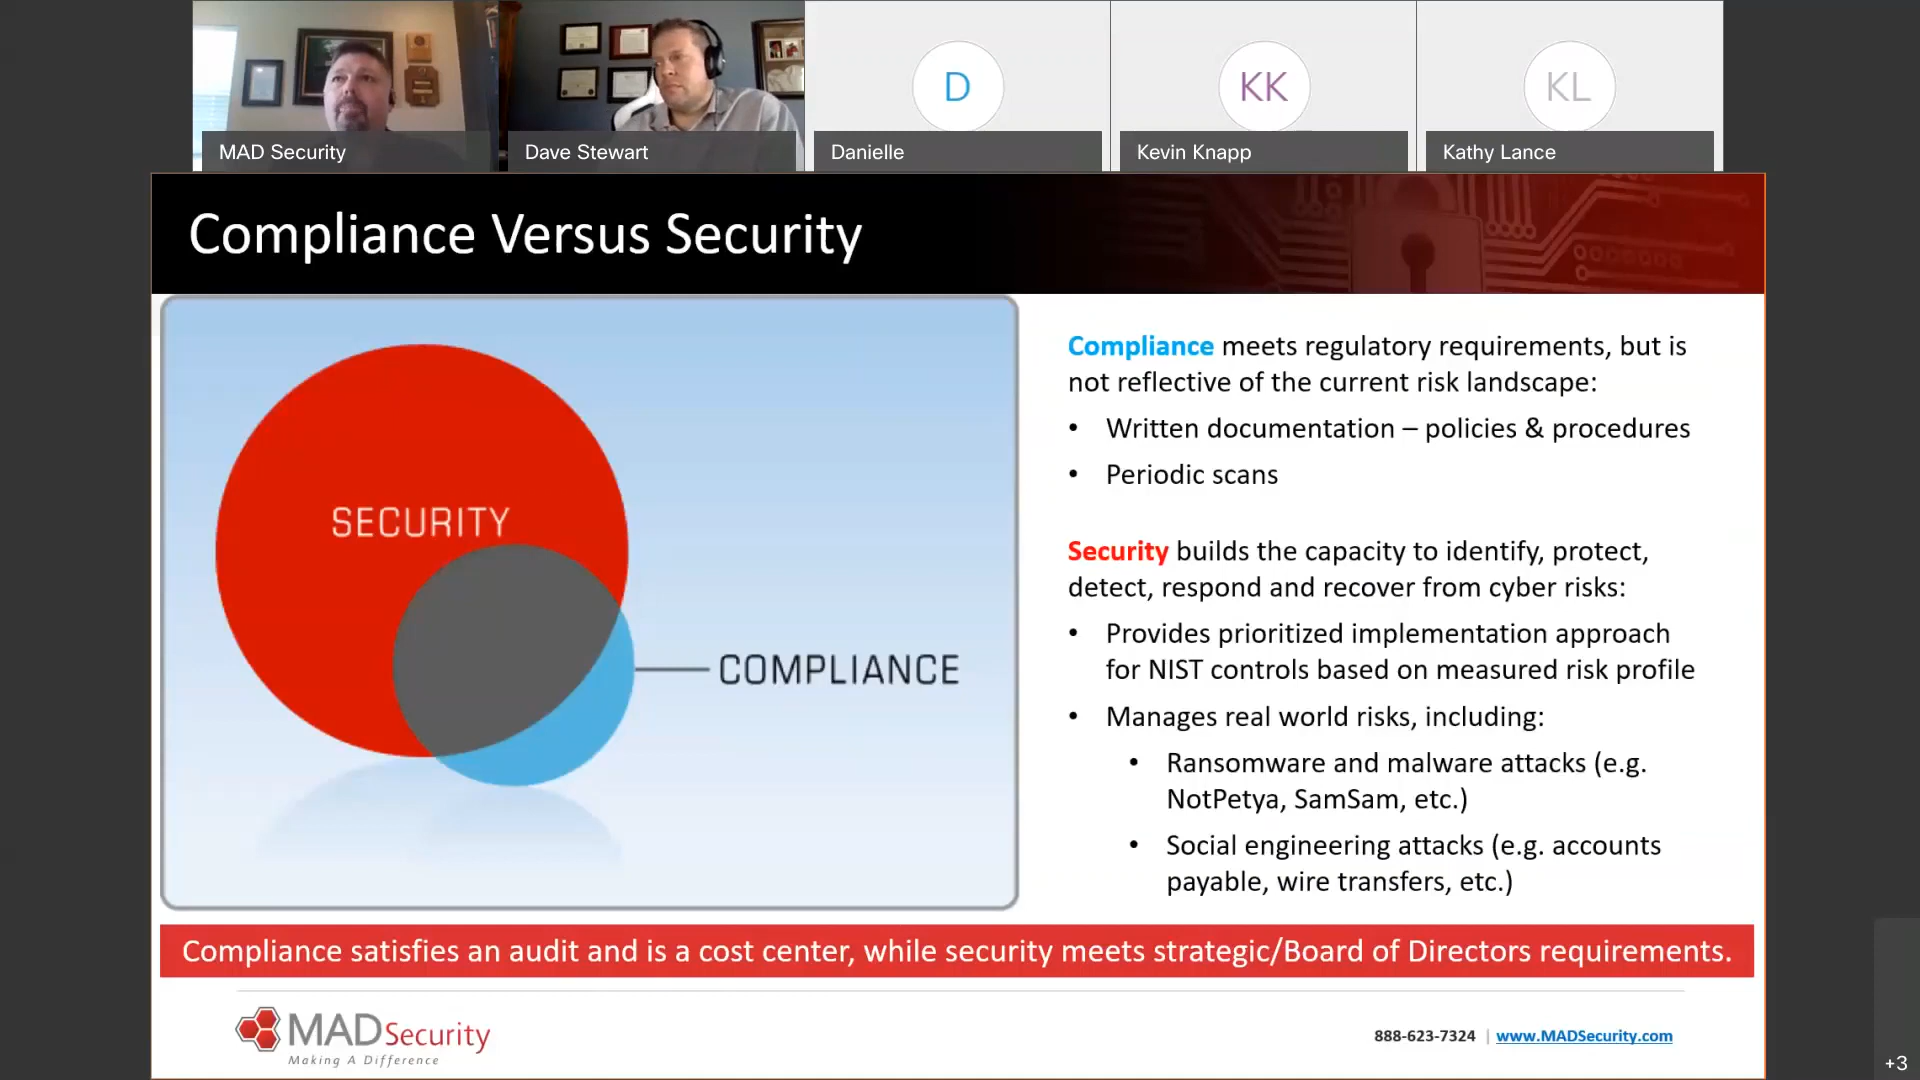 D
KK
KL
MAD Security
Dave Stewart
Danielle
Kevin Knapp
Kathy Lance
Compliance Versus Security
SECURITY
COMPLIANCE
Compliance meets regulatory requirements, but is
not reflective of the current risk landscape:
• Written documentation – policies & procedures
• Periodic scans
Security builds the capacity to identify, protect,
detect, respond and recover from cyber risks:
• Provides prioritized implementation approach
for NIST controls based on measured risk profile
• Manages real world risks, including:
• Ransomware and malware attacks (e.g.
NotPetya, SamSam, etc.)
• Social engineering attacks (e.g. accounts
payable, wire transfers, etc.)
Compliance satisfies an audit and is a cost center, while security meets strategic/Board of Directors requirements.
MAD Security
Making A Difference
888-623-7324 | www.MADSecurity.com
+3